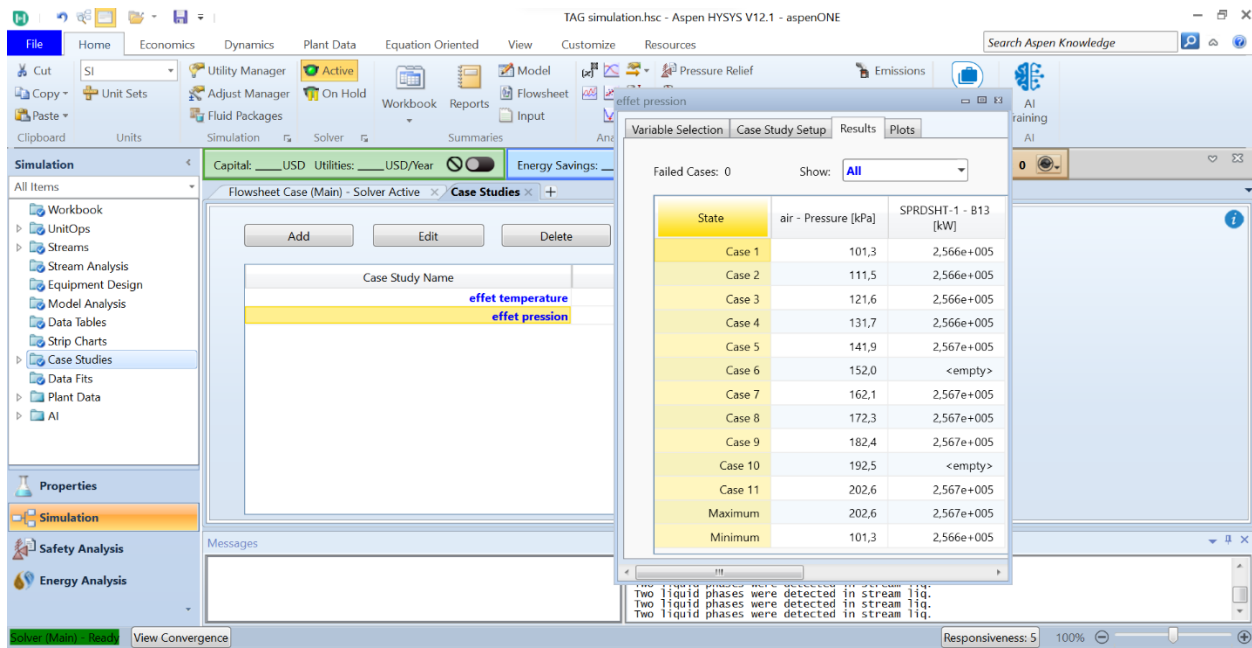 TAG simulation.hsc - Aspen HYSYS V12.1 - aspenONE
File Home Economics Dynamics Plant Data Equation Oriented View Customize Resources Search Aspen Knowledge
Cut SI Utility Manager Active Model Pressure Relief Emissions
Copy Unit Sets Adjust Manager On Hold Workbook Reports Flowsheet AI
Paste Fluid Packages Input raining
Clipboard Units Simulation Solver Summaries Ana AI
effet pression
Variable Selection Case Study Setup Results Plots
Failed Cases: 0 Show: All
State air - Pressure [kPa] SPRDSHT-1 - B13 [kW]
Case 1 101,3 2,566e+005
Case 2 111,5 2,566e+005
Case 3 121,6 2,566e+005
Case 4 131,7 2,566e+005
Case 5 141,9 2,567e+005
Case 6 152,0 <empty>
Case 7 162,1 2,567e+005
Case 8 172,3 2,567e+005
Case 9 182,4 2,567e+005
Case 10 192,5 <empty>
Case 11 202,6 2,567e+005
Maximum 202,6 2,567e+005
Minimum 101,3 2,566e+005
Simulation
All Items
Workbook
UnitOps
Streams
Stream Analysis
Equipment Design
Model Analysis
Data Tables
Strip Charts
Case Studies
Data Fits
Plant Data
AI
Properties
Simulation
Safety Analysis
Energy Analysis
Capital: ____USD Utilities: ____USD/Year Energy Savings: 0
Flowsheet Case (Main) - Solver Active Case Studies +
Add Edit Delete
Case Study Name
effet temperature
effet pression
Messages
Two liquid phases were detected in stream liq.
Two liquid phases were detected in stream liq.
Two liquid phases were detected in stream liq.
Solver (Main) - Ready View Convergence Responsiveness: 5 100%